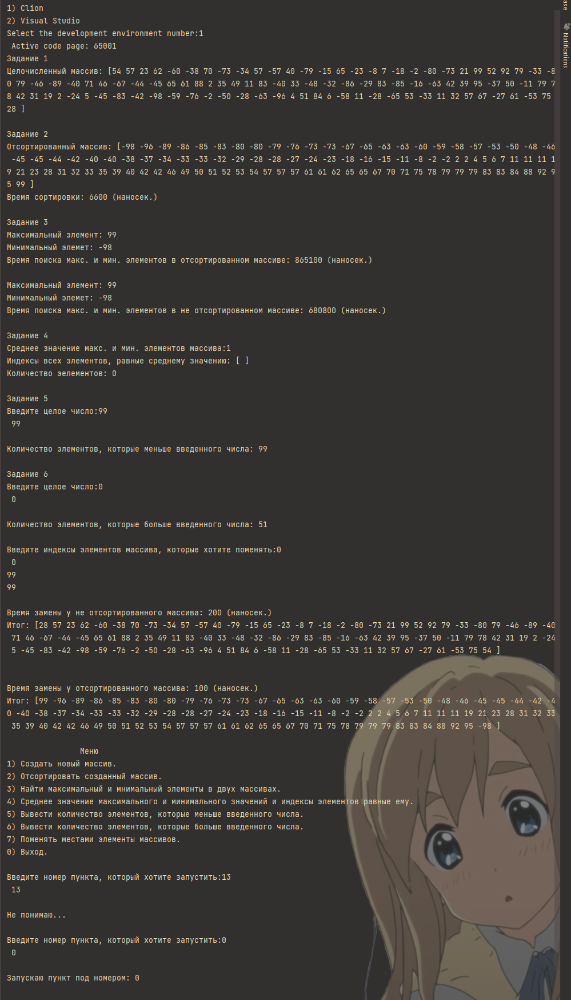 1) Clion
2) Visual Studio
Select the development environment number:1
Active code page: 65001
Задание 1
Целочисленный массив: [54 57 23 62 -60 -38 70 -73 -34 57 -57 40 -79 -15 65 -23 -8 7 -18 -2 -80 -73 21 99 52 92 79 -33 -8
0 79 -46 -89 -40 71 46 -67 -44 -45 65 61 88 2 35 49 11 83 -40 33 -48 -32 -86 -29 83 -85 -16 -63 42 39 95 -37 50 -11 79 7
8 42 31 19 2 -24 5 -45 -83 -42 -98 -59 -76 -2 -50 -28 -63 -96 4 51 84 6 -58 11 -28 -65 53 -33 11 32 57 67 -27 61 -53 75
28 ]
Задание 2
Отсортированный массив: [-98 -96 -89 -86 -85 -83 -80 -80 -79 -76 -73 -73 -67 -65 -63 -63 -60 -59 -58 -57 -53 -50 -48 -46
-45 -45 -44 -42 -40 -40 -38 -37 -34 -33 -33 -32 -29 -28 -28 -27 -24 -23 -18 -16 -15 -11 -8 -2 -2 2 2 4 5 6 7 11 11 11 1
9 21 23 28 31 32 33 35 39 40 42 42 46 49 50 51 52 53 54 57 57 57 61 61 62 65 65 67 70 71 75 78 79 79 79 83 83 84 88 92 9
5 99 ]
Время сортировки: 6600 (наносек.)
Задание 3
Максимальный элемент: 99
Минимальный элемет: -98
Время поиска макс. и мин. элементов в отсортированном массиве: 865100 (наносек.)
Максимальный элемент: 99
Минимальный элемет: -98
Время поиска макс. и мин. элементов в не отсортированном массиве: 680800 (наносек.)
Задание 4
Среднее значение макс. и мин. элементов массива:1
Индексы всех элементов, равные среднему значению: [ ]
Количество эелементов: 0
Задание 5
Введите целое число:99
99
Количество элементов, которые меньше введенного числа: 99
Задание 6
Введите целое число:0
0
Количество элементов, которые больше введенного числа: 51
Введите индексы элементов массива, которые хотите поменять:0
0
99
99
Время замены у не отсортированного массива: 200 (наносек.)
Итог: [28 57 23 62 -60 -38 70 -73 -34 57 -57 40 -79 -15 65 -23 -8 7 -18 -2 -80 -73 21 99 52 92 79 -33 -80 79 -46 -89 -40
71 46 -67 -44 -45 65 61 88 2 35 49 11 83 -40 33 -48 -32 -86 -29 83 -85 -16 -63 42 39 95 -37 50 -11 79 78 42 31 19 2 -24
5 -45 -83 -42 -98 -59 -76 -2 -50 -28 -63 -96 4 51 84 6 -58 11 -28 -65 53 -33 11 32 57 67 -27 61 -53 75 54 ]
Время замены у отсортированного массива: 100 (наносек.)
Итог: [99 -96 -89 -86 -85 -83 -80 -80 -79 -76 -73 -73 -67 -65 -63 -63 -60 -59 -58 -57 -53 -50 -48 -46 -45 -45 -44 -42 -4
0 -40 -38 -37 -34 -33 -33 -32 -29 -28 -28 -27 -24 -23 -18 -16 -15 -11 -8 -2 -2 2 2 4 5 6 7 11 11 11 19 21 23 28 31 32 33
35 39 40 42 42 46 49 50 51 52 53 54 57 57 57 61 61 62 65 65 67 70 71 75 78 79 79 79 83 83 84 88 92 95 -98 ]
Меню
1) Создать новый массив.
2) Отсортировать созданный массив.
3) Найти максимальный и мнимальный элементы в двух массивах.
4) Среднее значение максимального и минимального значений и индексы элементов равные ему.
5) Вывести количество элементов, которые меньше введенного числа.
6) Вывести количество элементов, которые больше введенного числа.
7) Поменять местами элементы массивов.
0) Выход.
Введите номер пункта, который хотите запустить:13
13
Не понимаю...
Введите номер пункта, который хотите запустить:0
0
Запускаю пункт под номером: 0
ase
Notifications